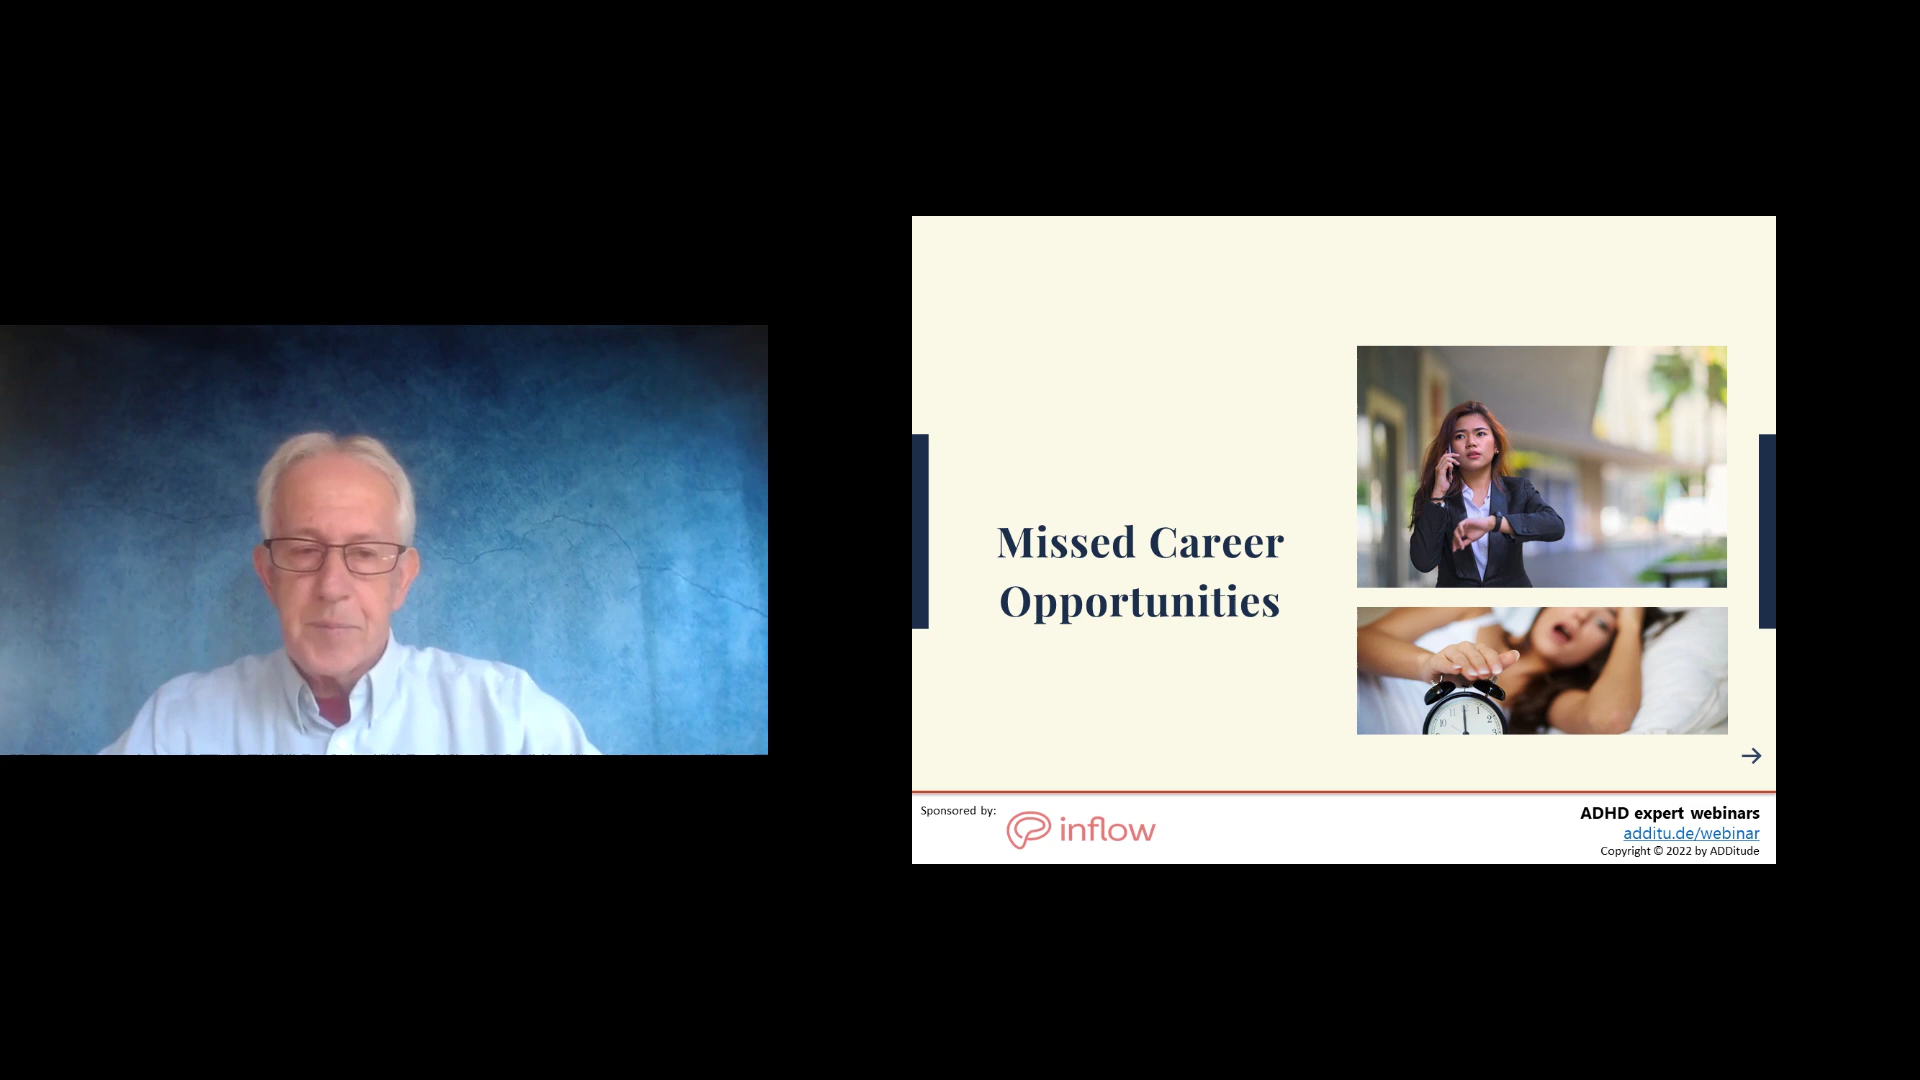 Missed Career
Opportunities
Sponsored by:
inflow
ADHD expert webinars
additu.de/webinar
Copyright © 2022 by ADDitude